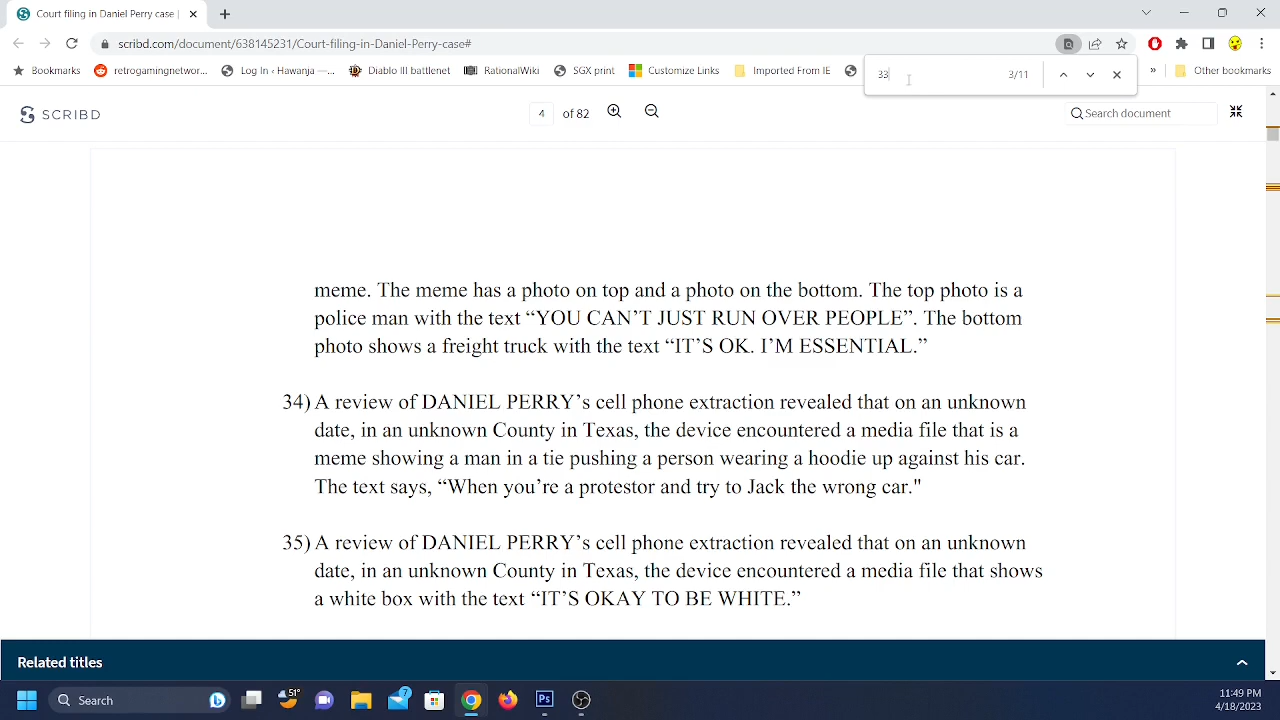 Court filing in Daniel Perry case |
scribd.com/document/638145231/Court-filing-in-Daniel-Perry-case#
Bookmarks
retrogamingnetwor...
Log In ‹ Hawanja —...
Diablo III battlenet
RationalWiki
SGX print
Customize Links
Imported From IE
»
Other bookmarks
33
3/11
SCRIBD
4 of 82
Search document
meme. The meme has a photo on top and a photo on the bottom. The top photo is a
police man with the text “YOU CAN’T JUST RUN OVER PEOPLE”. The bottom
photo shows a freight truck with the text “IT’S OK. I’M ESSENTIAL.”
34) A review of DANIEL PERRY’s cell phone extraction revealed that on an unknown
date, in an unknown County in Texas, the device encountered a media file that is a
meme showing a man in a tie pushing a person wearing a hoodie up against his car.
The text says, “When you’re a protestor and try to Jack the wrong car."
35) A review of DANIEL PERRY’s cell phone extraction revealed that on an unknown
date, in an unknown County in Texas, the device encountered a media file that shows
a white box with the text “IT’S OKAY TO BE WHITE.”
Related titles
Search
51°
7
Ps
11:49 PM
4/18/2023